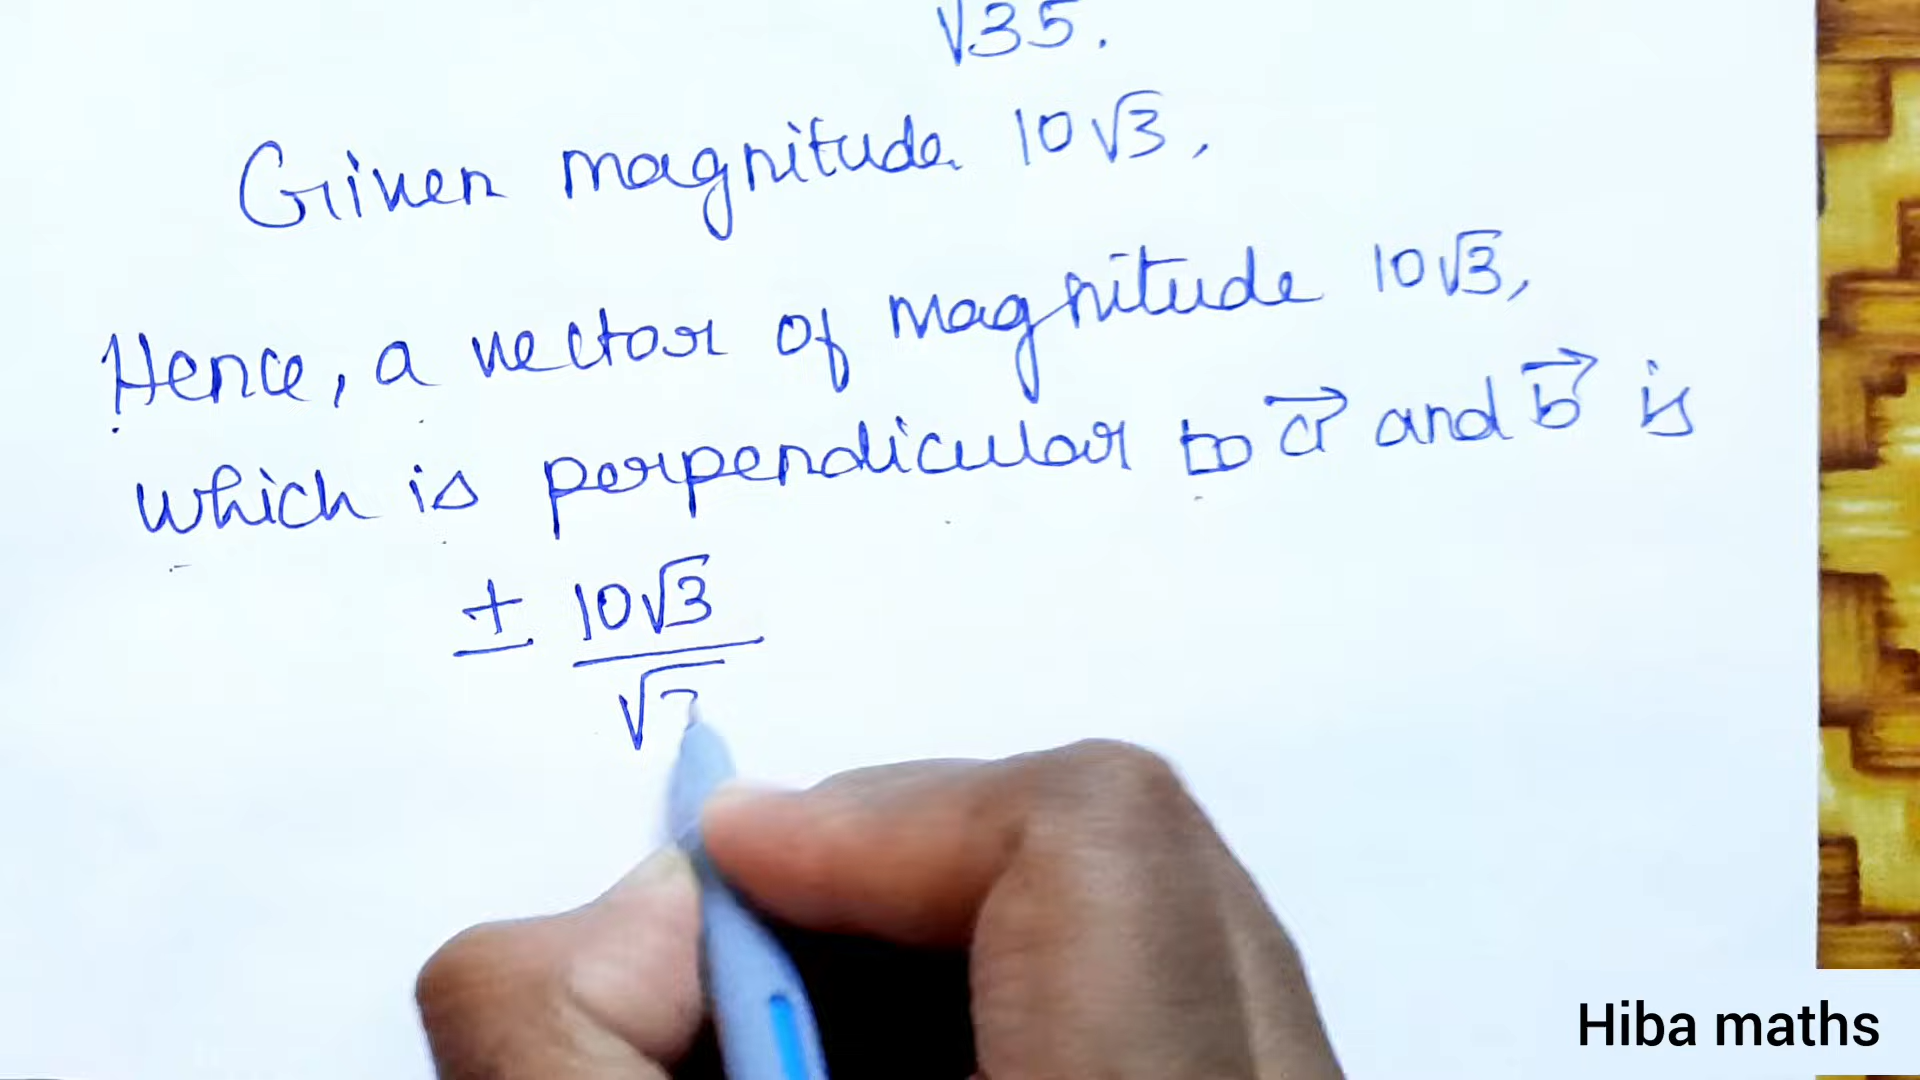 √35.
Given magnitude 10√3,
Hence, a vector of magnitude 10√3,
which is perpendicular to a⃗ and b⃗ is
± 10√3
√3
Hiba maths